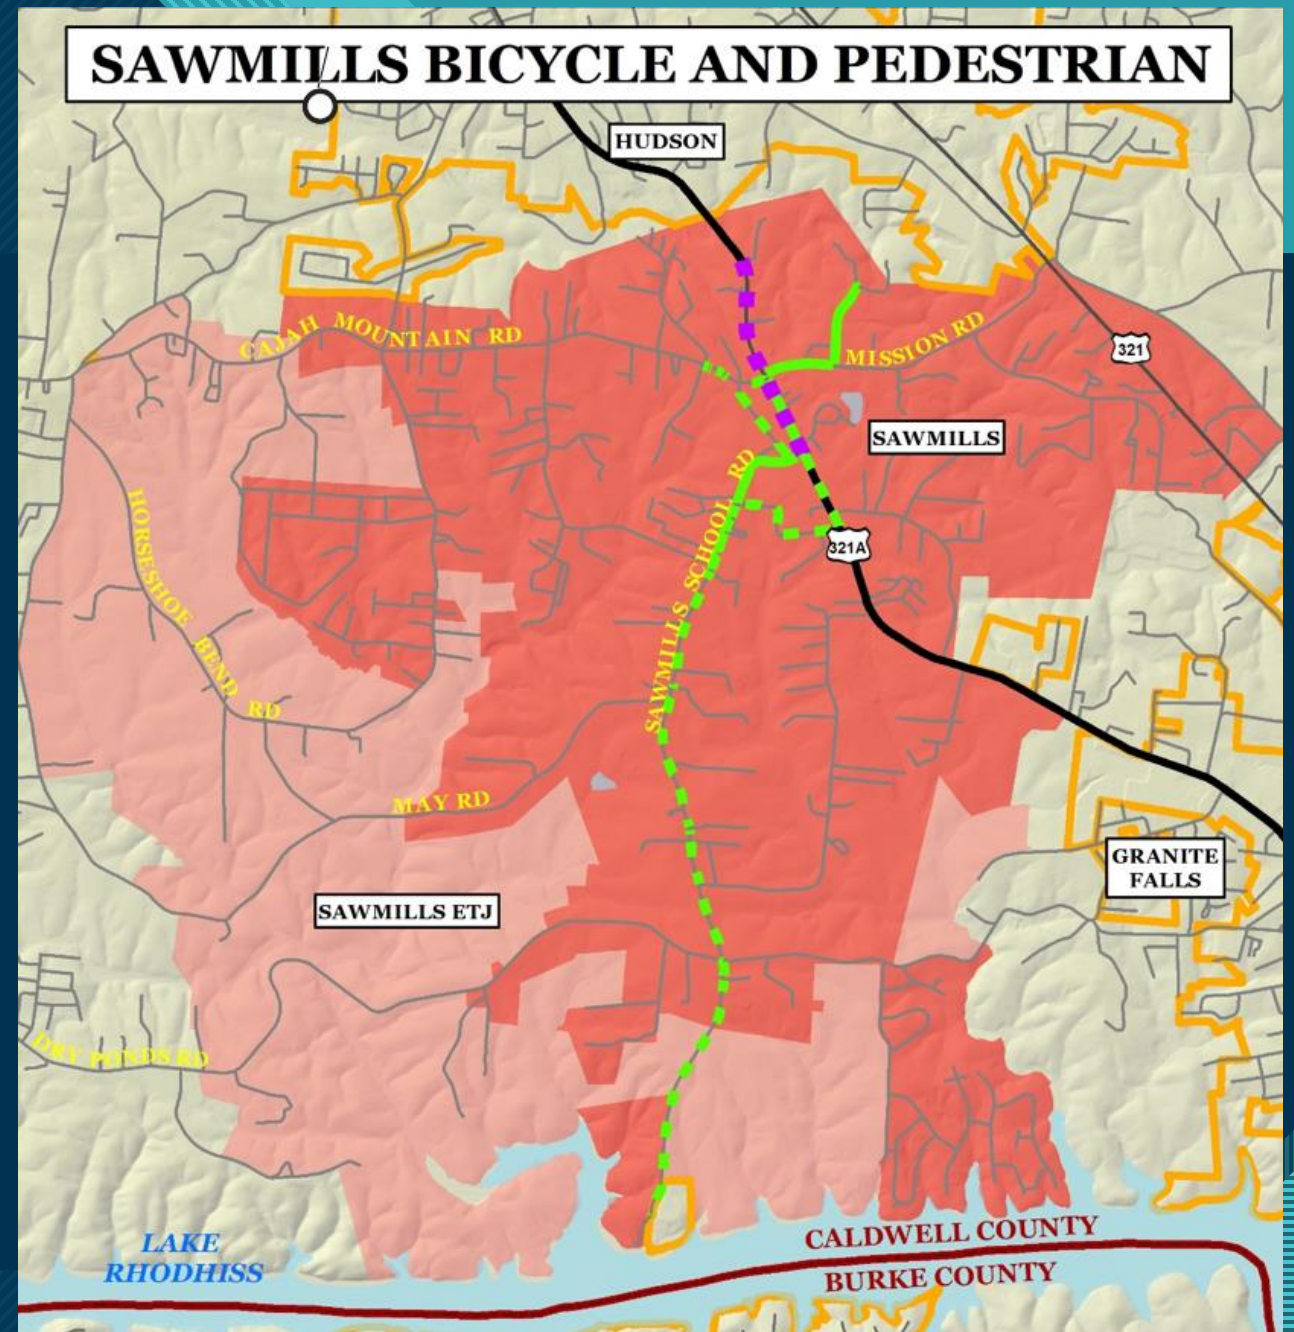 SAWMILLS BICYCLE AND PEDESTRIAN
HUDSON
CAJAH MOUNTAIN RD
MISSION RD
321
SAWMILLS
SAWMILLS SCHOOL RD
HORSESHOE BEND RD
321A
MAY RD
GRANITE
FALLS
SAWMILLS ETJ
DRY PONDS RD
LAKE
RHODHISS
CALDWELL COUNTY
BURKE COUNTY